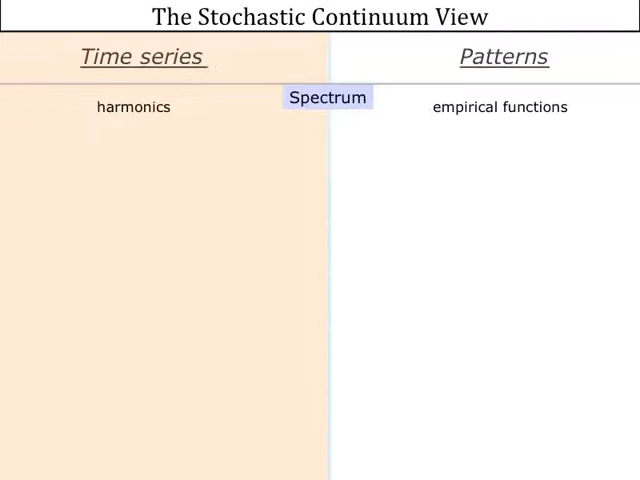 The Stochastic Continuum View
Time series
Patterns
Spectrum
harmonics
empirical functions